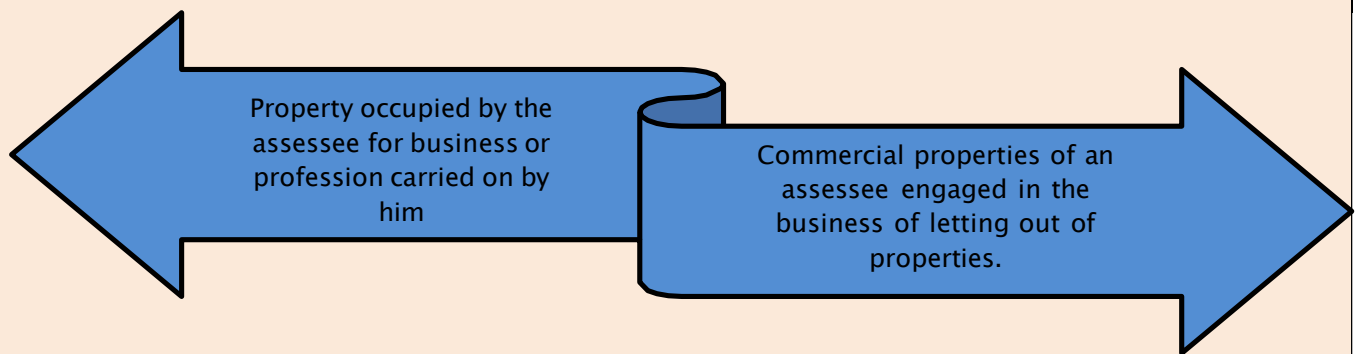 Property occupied by the
assessee for business or
profession carried on by
him
Commercial properties of an
assessee engaged in the
business of letting out of
properties.